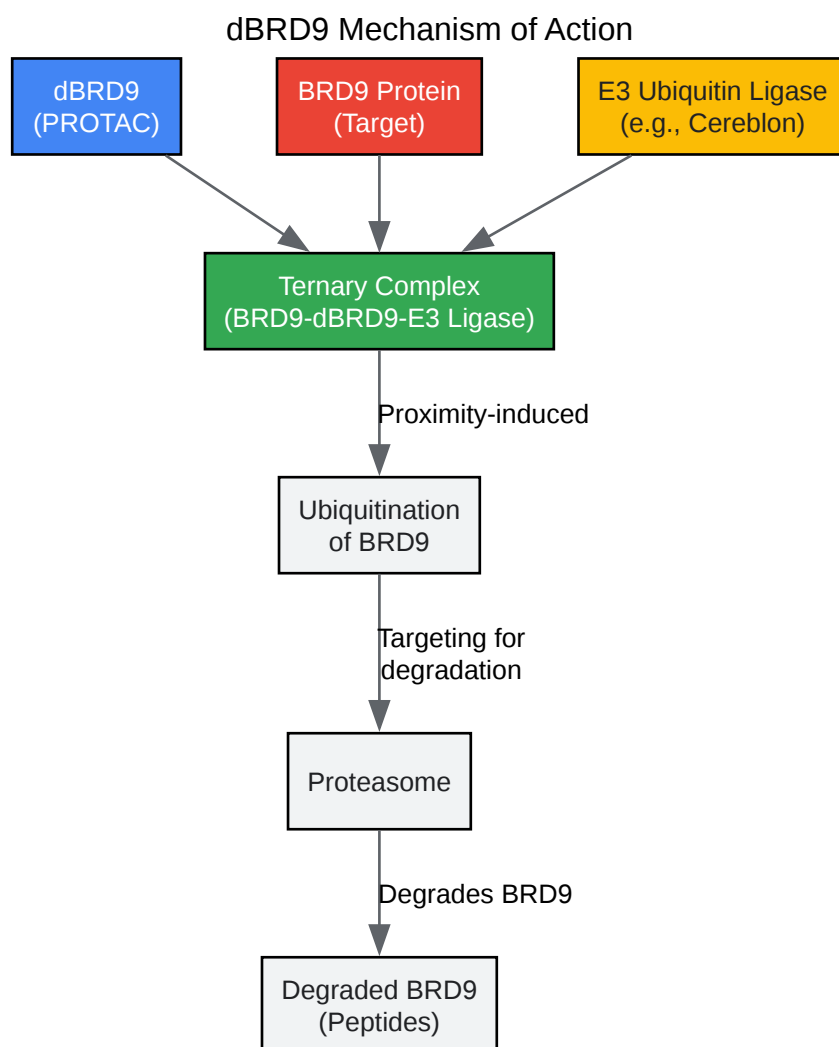 dBRD9 Mechanism of Action
dBRD9
(PROTAC)
BRD9 Protein
(Target)
E3 Ubiquitin Ligase
(e.g., Cereblon)
Ternary Complex
(BRD9-dBRD9-E3 Ligase)
Proximity-induced
Ubiquitination
of BRD9
Targeting for
degradation
Proteasome
Degrades BRD9
Degraded BRD9
(Peptides)